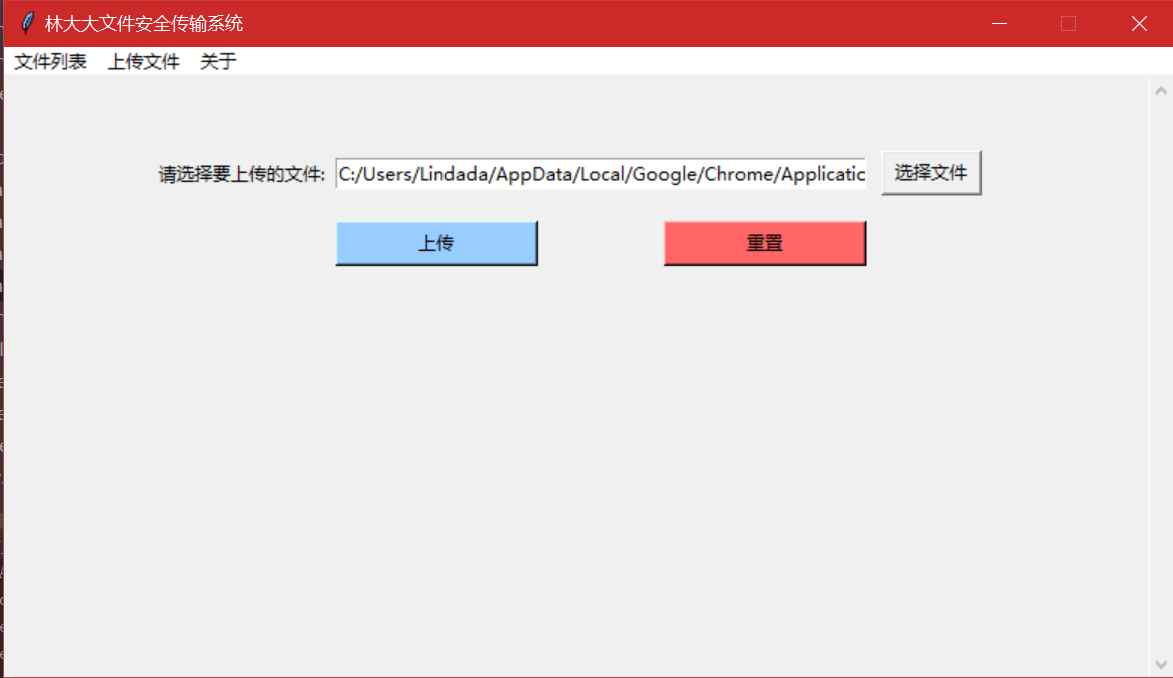 林大大文件安全传输系统
文件列表 上传文件 关于
请选择要上传的文件: C:/Users/Lindada/AppData/Local/Google/Chrome/Applicatic 选择文件
上传 重置